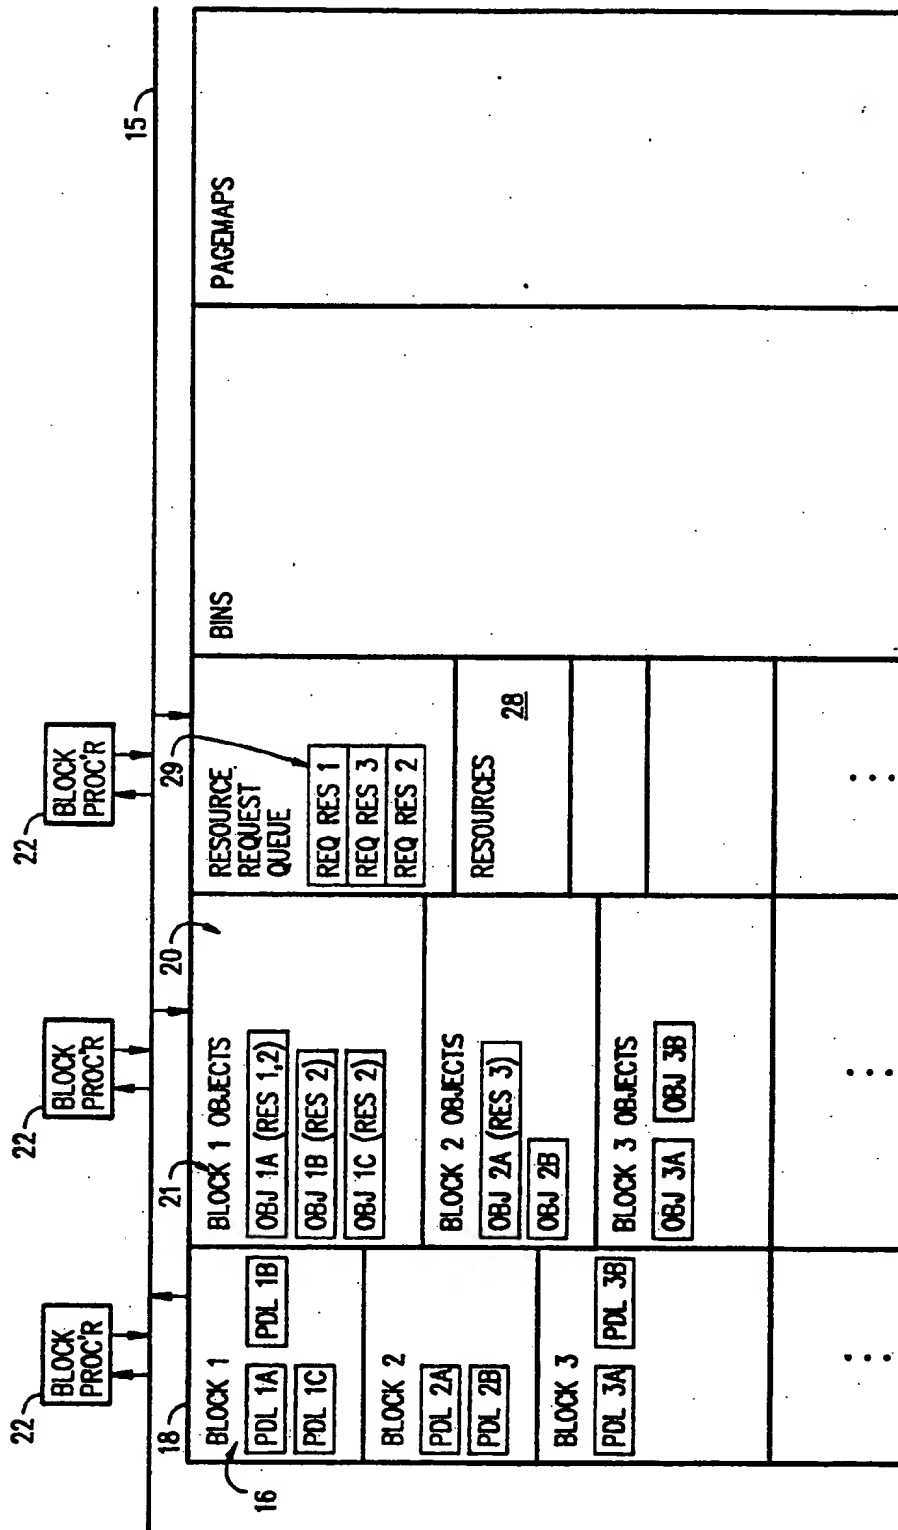 22
BLOCK
PROC'R
22
BLOCK
PROC'R
22
BLOCK
PROC'R
15
18
16
BLOCK 1
PDL 1A
PDL 1B
PDL 1C
BLOCK 2
PDL 2A
PDL 2B
BLOCK 3
PDL 3A
PDL 3B
21
20
BLOCK 1 OBJECTS
OBJ 1A (RES 1,2)
OBJ 1B (RES 2)
OBJ 1C (RES 2)
BLOCK 2 OBJECTS
OBJ 2A (RES 3)
OBJ 2B
BLOCK 3 OBJECTS
OBJ 3A
OBJ 3B
29
RESOURCE
REQUEST
QUEUE
REQ RES 1
REQ RES 3
REQ RES 2
RESOURCES
28
BINS
PAGEMAPS